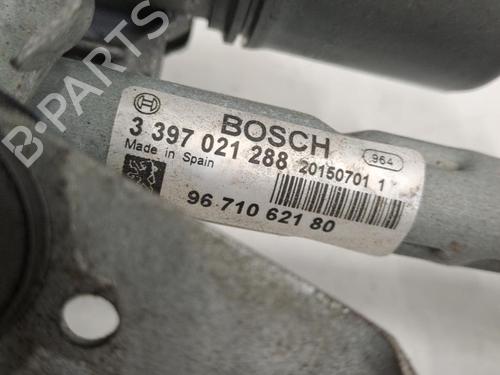 BOSCH
3 397 021 288
964
Made in Spain
20150701 1
96 710 621 80
B-PARTS